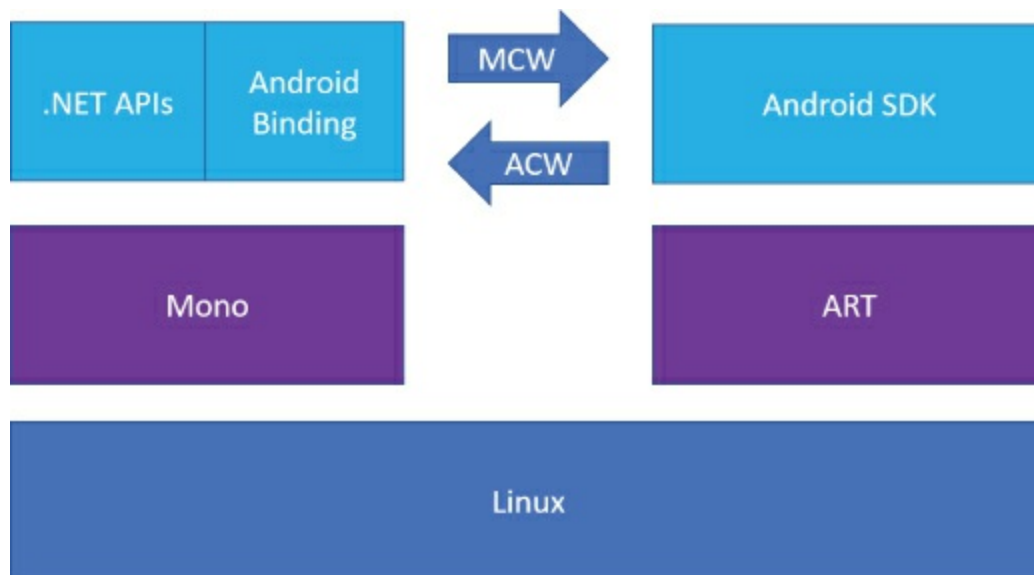 .NET APIs
Android
Binding
MCW
ACW
Android SDK
Mono
ART
Linux